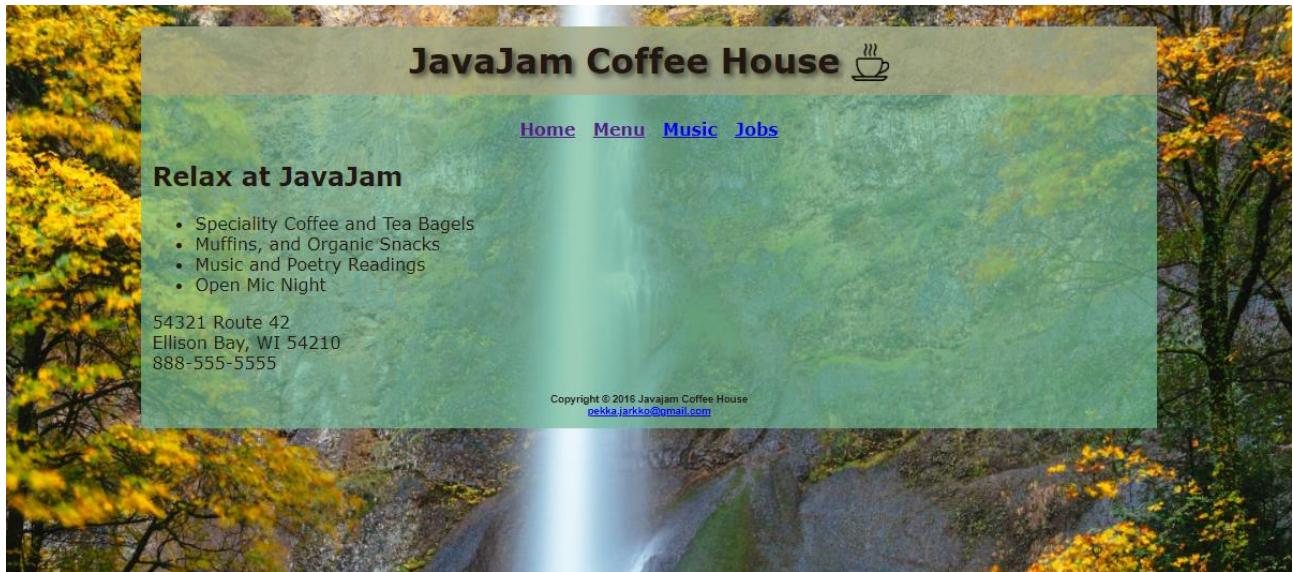 JavaJam Coffee House
Home Menu Music Jobs
Relax at JavaJam
• Speciality Coffee and Tea Bagels
• Muffins, and Organic Snacks
• Music and Poetry Readings
• Open Mic Night
54321 Route 42
Ellison Bay, WI 54210
888-555-5555
Copyright © 2016 Javajam Coffee House
pekka.jarkko@gmail.com